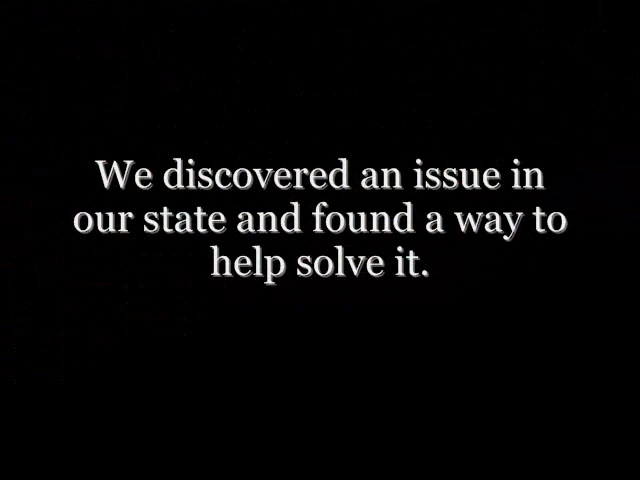 We discovered an issue in
our state and found a way to
help solve it.